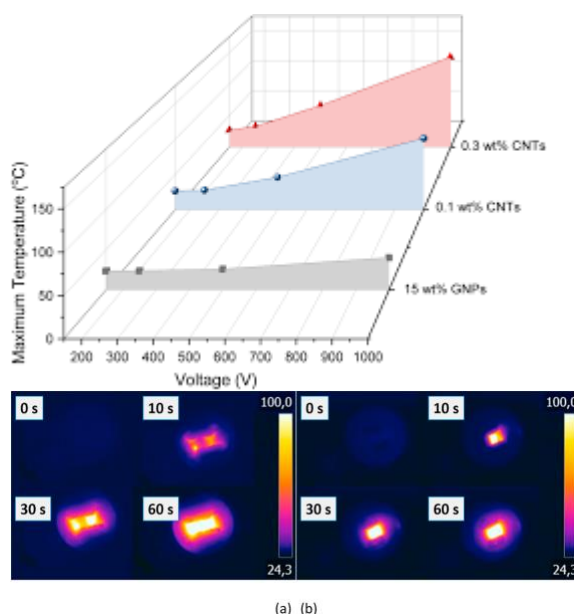 Maximum Temperature (°C)
150
100
50
0
200 300 400 500 600 700 800 900 1000
Voltage (V)
0.3 wt% CNTs
0.1 wt% CNTs
15 wt% GNPs
0 s
10 s
100,0
0 s
10 s
100,0
30 s
60 s
24,3
30 s
60 s
24,3
(a) (b)